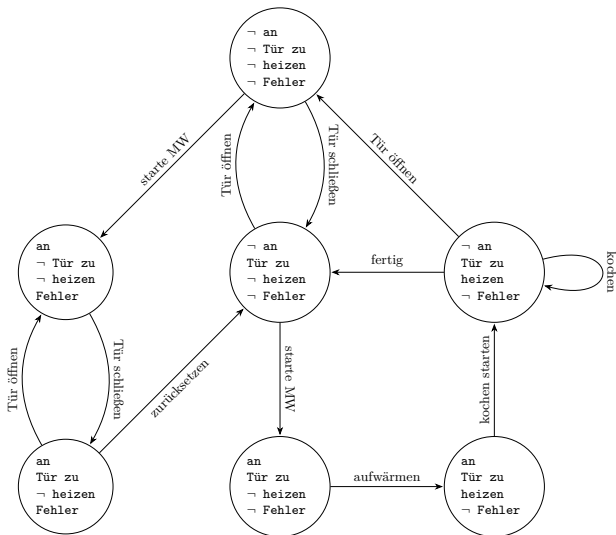 ¬ an
¬ Tür zu
¬ heizen
¬ Fehler
starte MW
Tür öffnen
Tür schließen
Tür öffnen
an
¬ Tür zu
¬ heizen
Fehler
¬ an
Tür zu
¬ heizen
¬ Fehler
fertig
¬ an
Tür zu
heizen
¬ Fehler
kochen
Tür öffnen
Tür schließen
zurücksetzen
starte MW
kochen starten
an
Tür zu
¬ heizen
Fehler
an
Tür zu
¬ heizen
¬ Fehler
aufwärmen
an
Tür zu
heizen
¬ Fehler